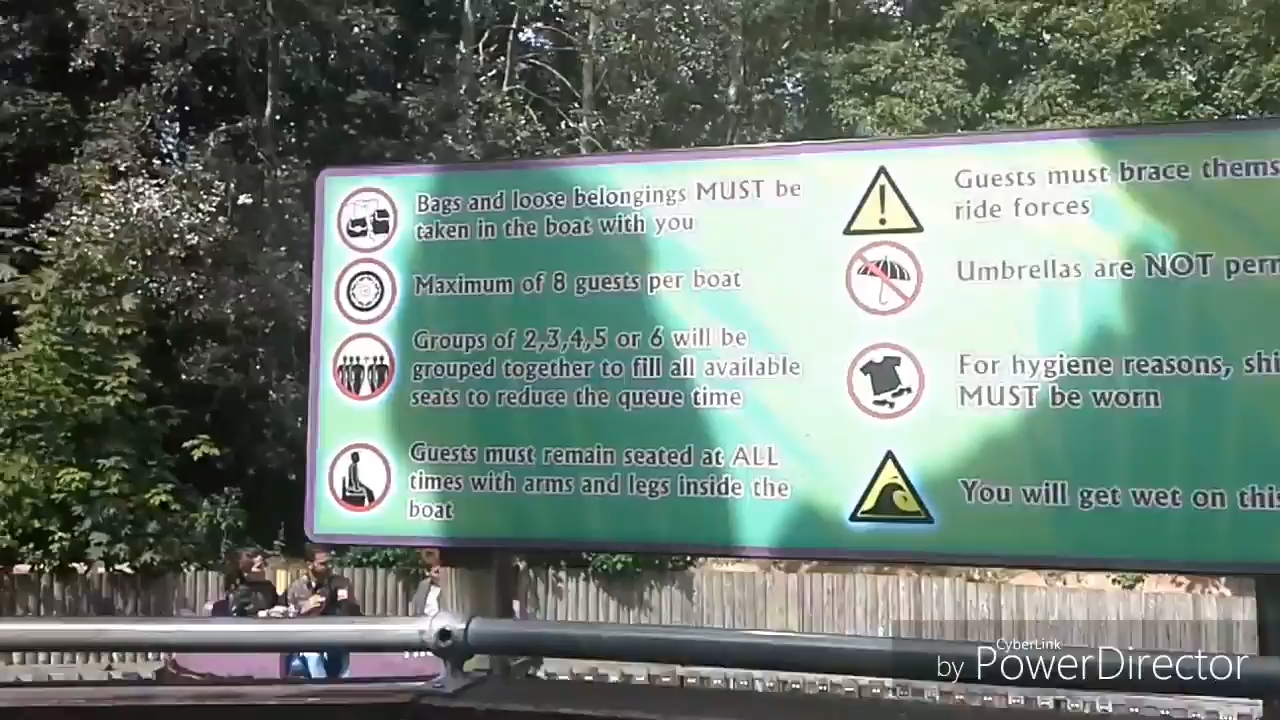 Bags and loose belongings MUST be
taken in the boat with you
Maximum of 8 guests per boat
Groups of 2,3,4,5 or 6 will be
grouped together to fill all available
seats to reduce the queue time
Guests must remain seated at ALL
times with arms and legs inside the
boat
Guests must brace thems
ride forces
Umbrellas are NOT perm
For hygiene reasons, shi
MUST be worn
You will get wet on this
CyberLink
by PowerDirector